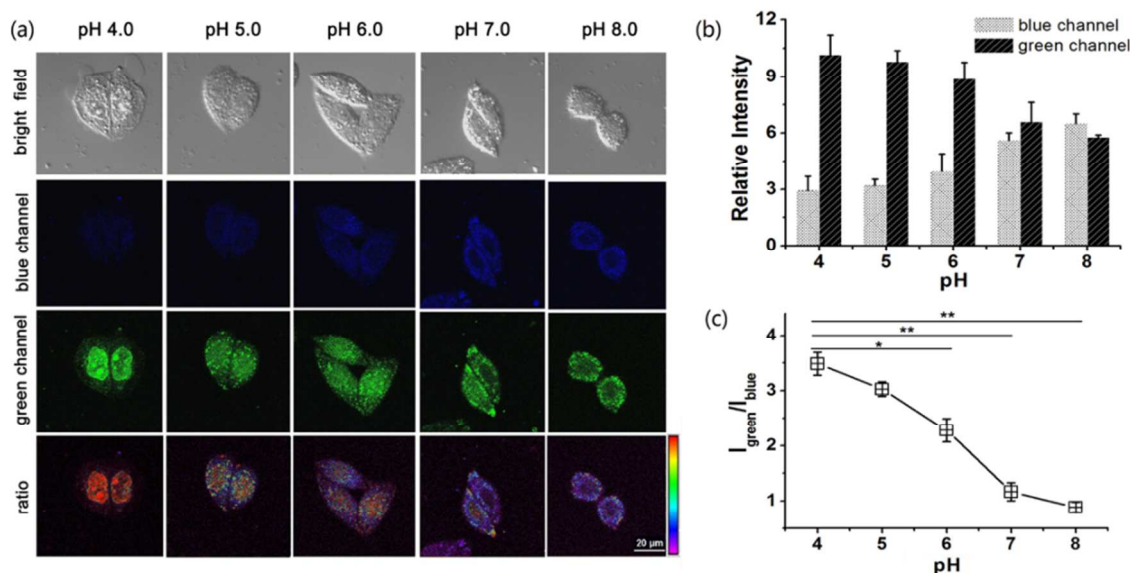 (a)
pH 4.0 pH 5.0 pH 6.0 pH 7.0 pH 8.0
bright field
blue channel
green channel
ratio
20 μm
(b)
blue channel
green channel
Relative Intensity
12
9
6
3
0
4 5 6 7 8
pH
(c)
**
**
*
I green/I blue
4
3
2
1
4 5 6 7 8
pH